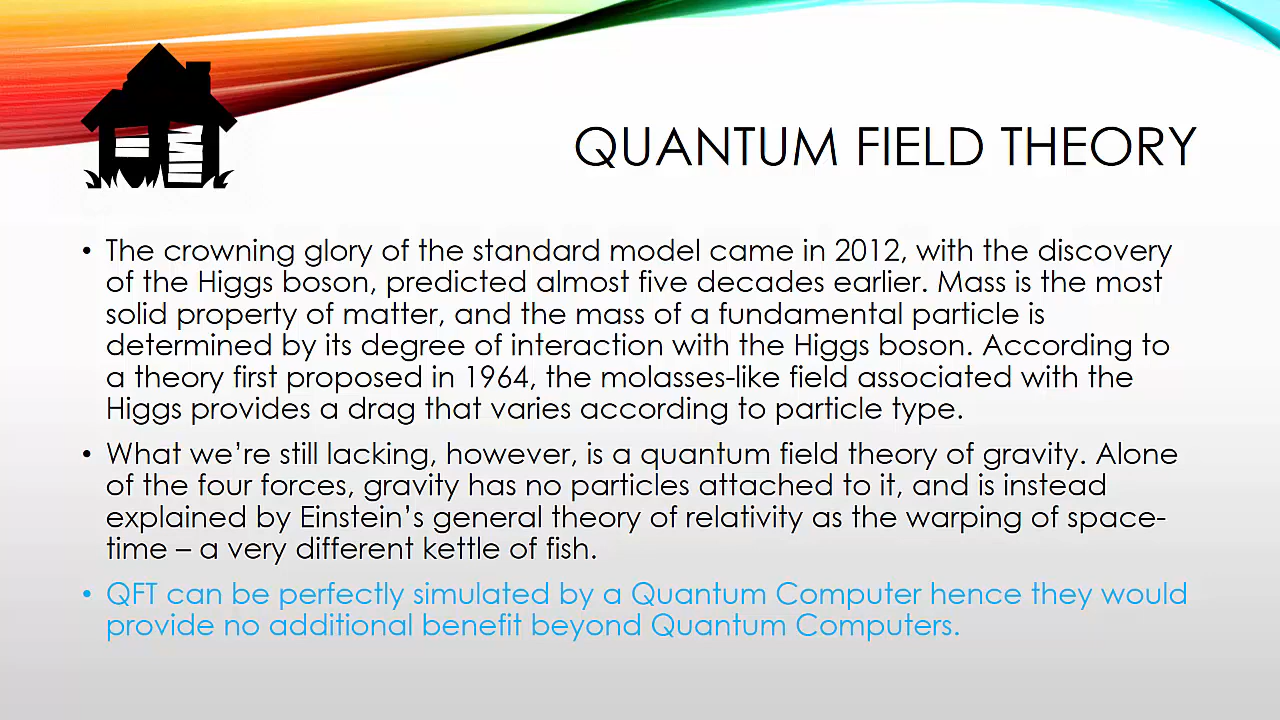 QUANTUM FIELD THEORY
• The crowning glory of the standard model came in 2012, with the discovery
of the Higgs boson, predicted almost five decades earlier. Mass is the most
solid property of matter, and the mass of a fundamental particle is
determined by its degree of interaction with the Higgs boson. According to
a theory first proposed in 1964, the molasses-like field associated with the
Higgs provides a drag that varies according to particle type.
• What we’re still lacking, however, is a quantum field theory of gravity. Alone
of the four forces, gravity has no particles attached to it, and is instead
explained by Einstein’s general theory of relativity as the warping of space-
time – a very different kettle of fish.
• QFT can be perfectly simulated by a Quantum Computer hence they would
provide no additional benefit beyond Quantum Computers.